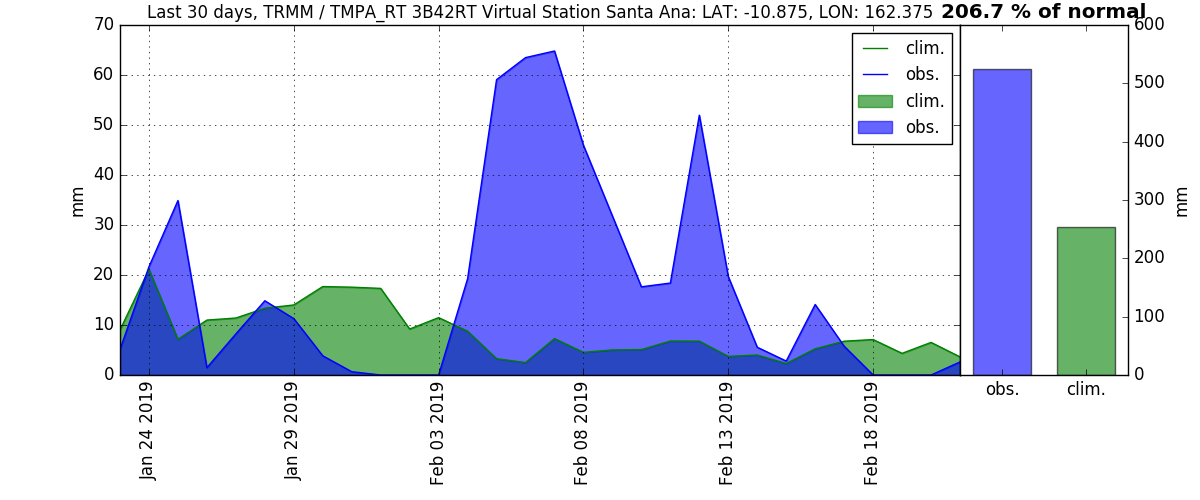 Last 30 days, TRMM / TMPA_RT 3B42RT Virtual Station Santa Ana: LAT: -10.875, LON: 162.375 206.7 % of normal
70
60
50
40
30
20
10
0
mm
clim.
obs.
clim.
obs.
Jan 24 2019
Jan 29 2019
Feb 03 2019
Feb 08 2019
Feb 13 2019
Feb 18 2019
600
500
400
300
200
100
0
mm
obs. clim.